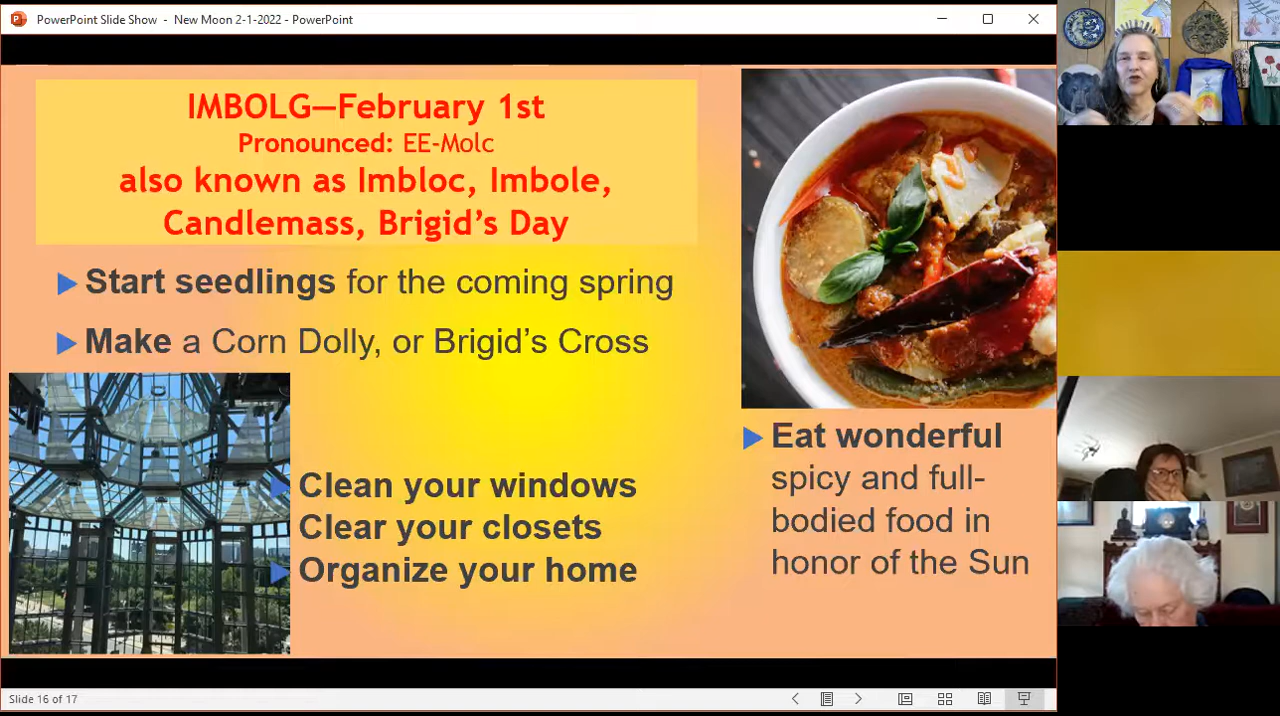 PowerPoint Slide Show - New Moon 2-1-2022 - PowerPoint
IMBOLG—February 1st
Pronounced: EE-Molc
also known as Imbloc, Imbole,
Candlemass, Brigid's Day
Start seedlings for the coming spring
Make a Corn Dolly, or Brigid's Cross
Clean your windows
Clear your closets
Organize your home
Eat wonderful
spicy and full-
bodied food in
honor of the Sun
Slide 16 of 17